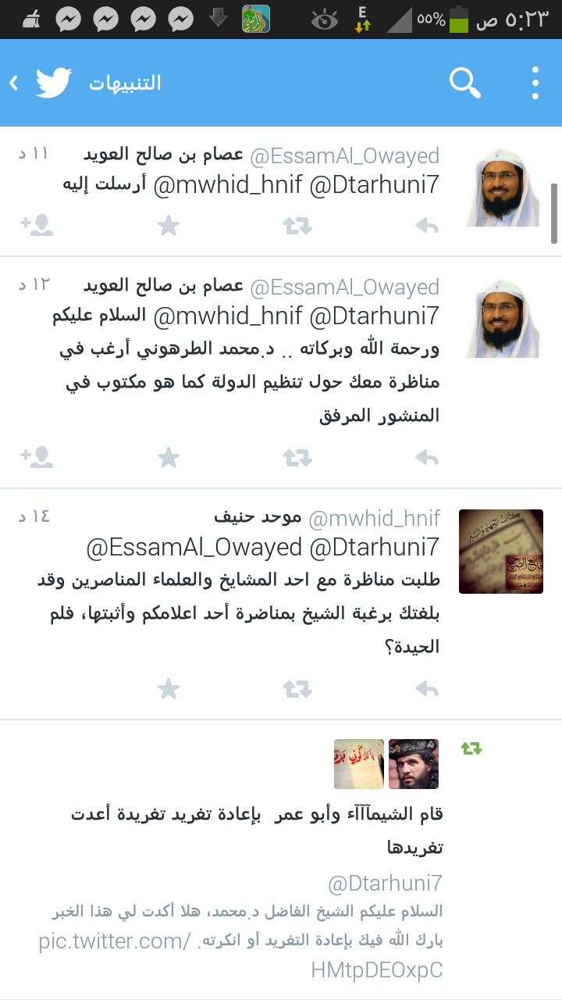 ٥:٢٣ ص ٥٥% E
التنبيهات
عصام بن صالح العويد @EssamAl_Owayed ١١ د
@mwhid_hnif @Dtarhuni7 أرسلت إليه
عصام بن صالح العويد @EssamAl_Owayed ١٢ د
@mwhid_hnif @Dtarhuni7 السلام عليكم
ورحمة الله وبركاته .. د.محمد الطرهوني أرغب في
مناظرة معك حول تنظيم الدولة كما هو مكتوب في
المنشور المرفق
موحد حنيف @mwhid_hnif ١٤ د
@EssamAl_Owayed @Dtarhuni7
طلبت مناظرة مع احد المشايخ والعلماء المناصرين وقد
بلغتك برغبة الشيخ بمناضرة أحد اعلامكم وأثبتها، فلم
الحيدة؟
قام الشيمآآآآء وأبو عمر بإعادة تغريد تغريدة أعدت
تغريدها
@Dtarhuni7
السلام عليكم الشيخ الفاضل د.محمد، هلا أكدت لي هذا الخبر
بارك الله فيك بإعادة التغريد أو انكرته. pic.twitter.com/
HMtpDEOxpC